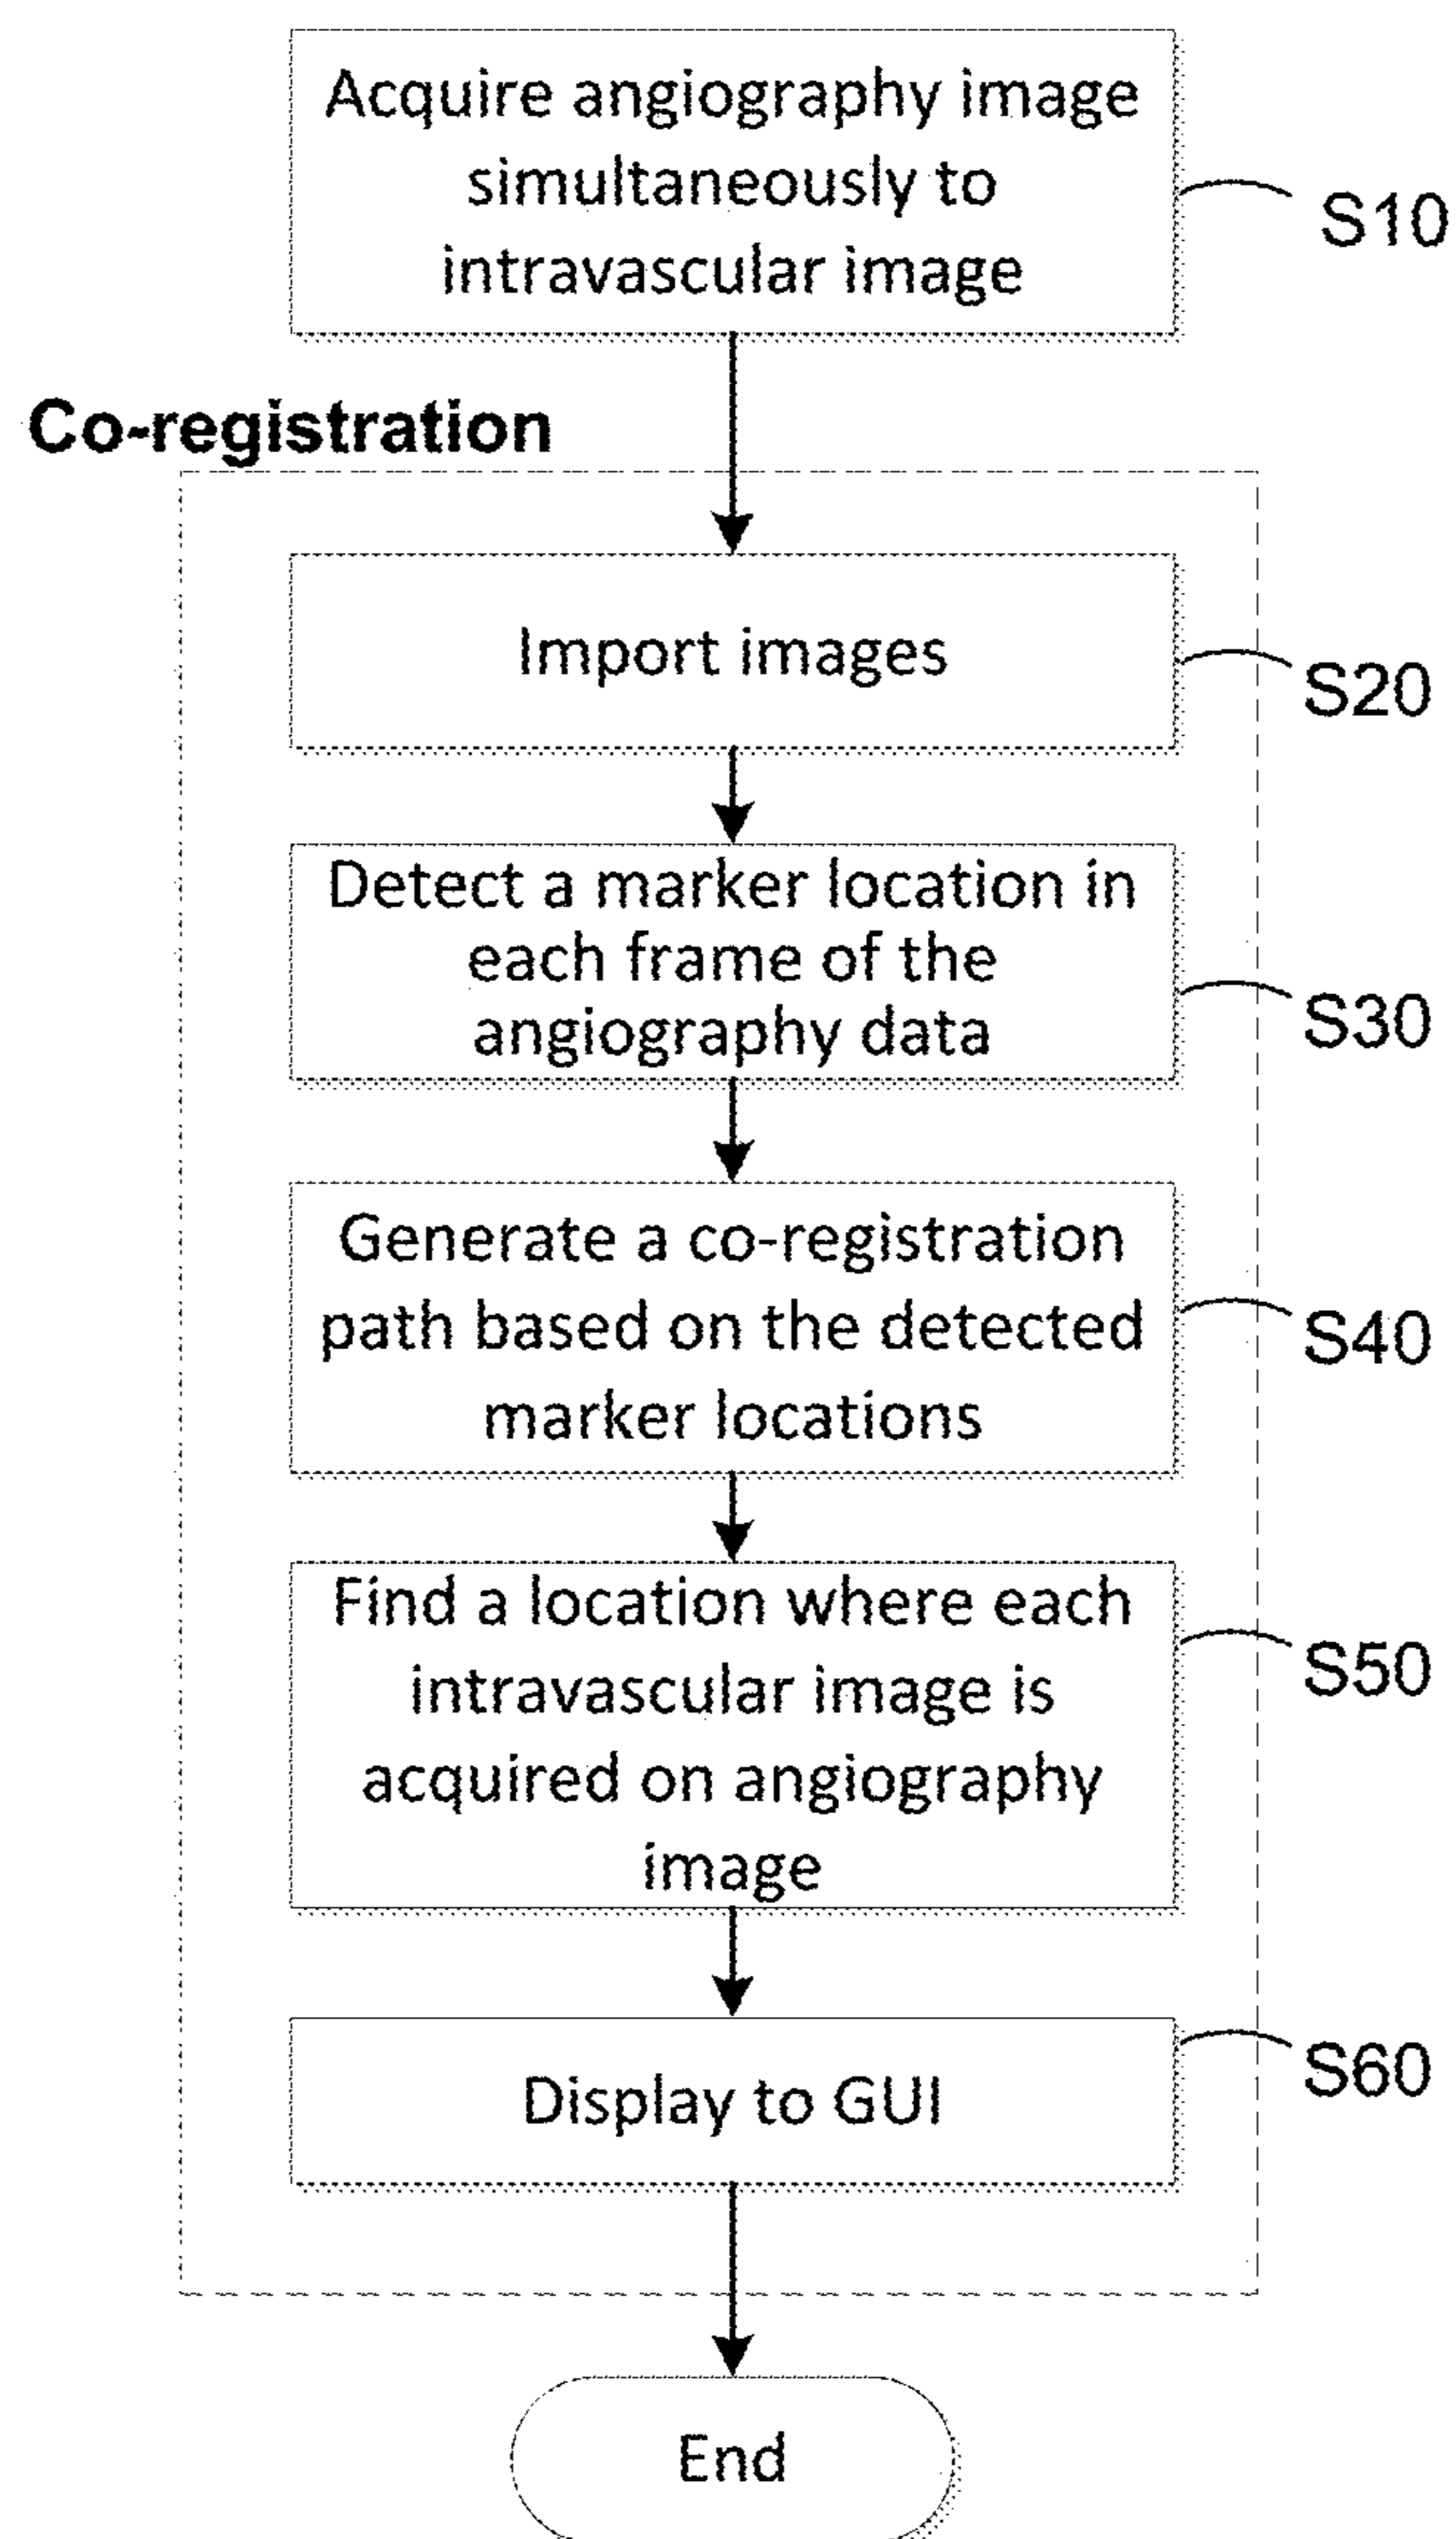 Acquire angiography image
simultaneously to
intravascular image
S10
Co-registration
Import images
S20
Detect a marker location in
each frame of the
angiography data
S30
Generate a co-registration
path based on the detected
marker locations
S40
Find a location where each
intravascular image is
acquired on angiography
image
S50
Display to GUI
S60
End